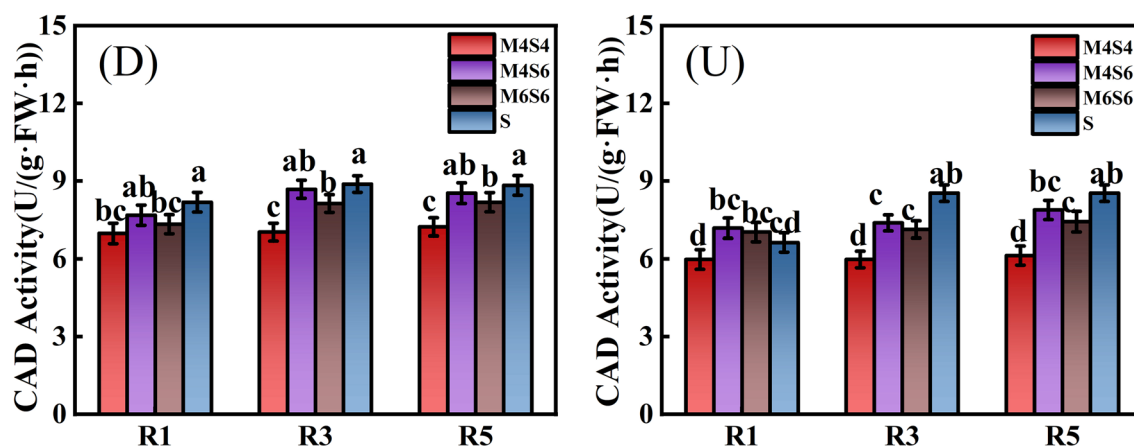 CAD Activity(U/(g·FW·h))
15
12
9
6
3
0
(D)
M4S4
M4S6
M6S6
S
bc
ab
bc
a
c
ab
b
a
c
ab
b
a
R1
R3
R5
CAD Activity(U/(g·FW·h))
15
12
9
6
3
0
(U)
M4S4
M4S6
M6S6
S
d
bc
bc
cd
d
c
c
ab
d
bc
c
ab
R1
R3
R5